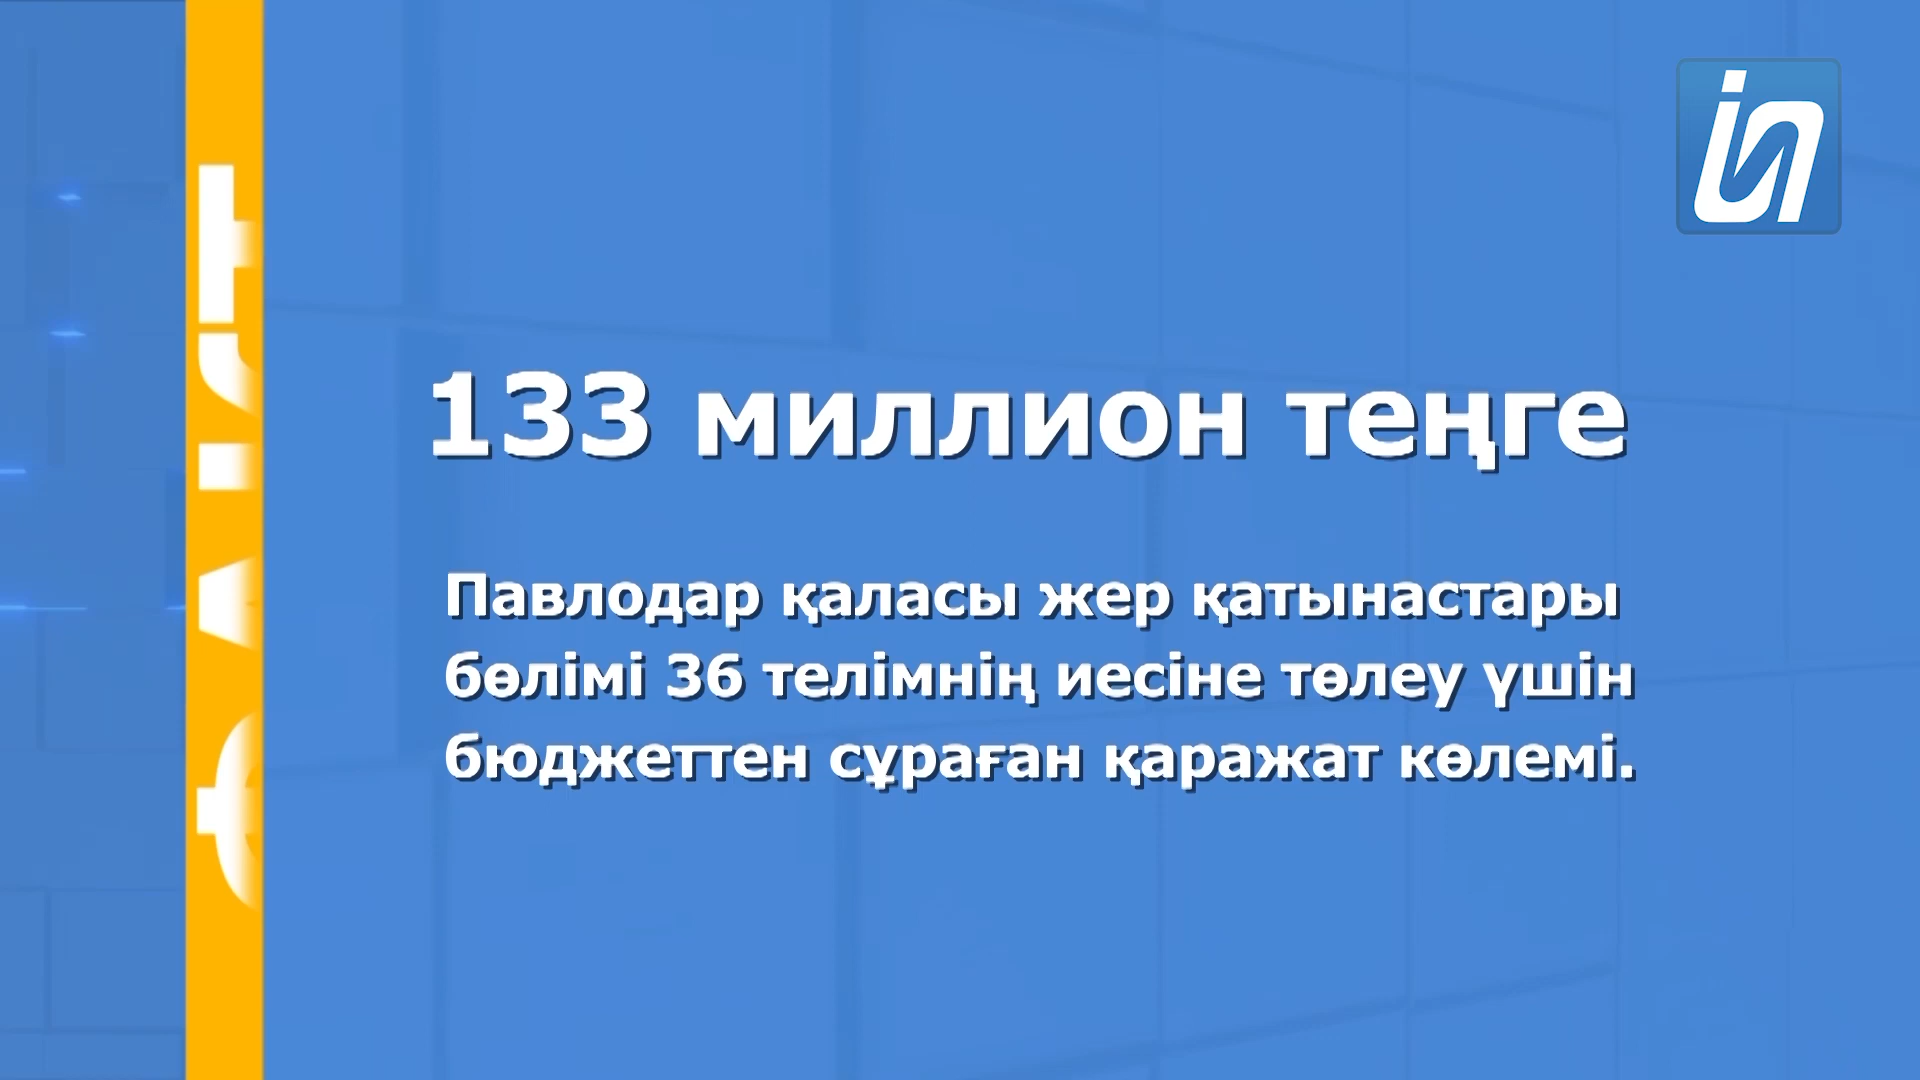 133 миллион теңге
Павлодар қаласы жер қатынастары
бөлімі 36 телімнің иесіне төлеу үшін
бюджеттен сұраған қаражат көлемі.